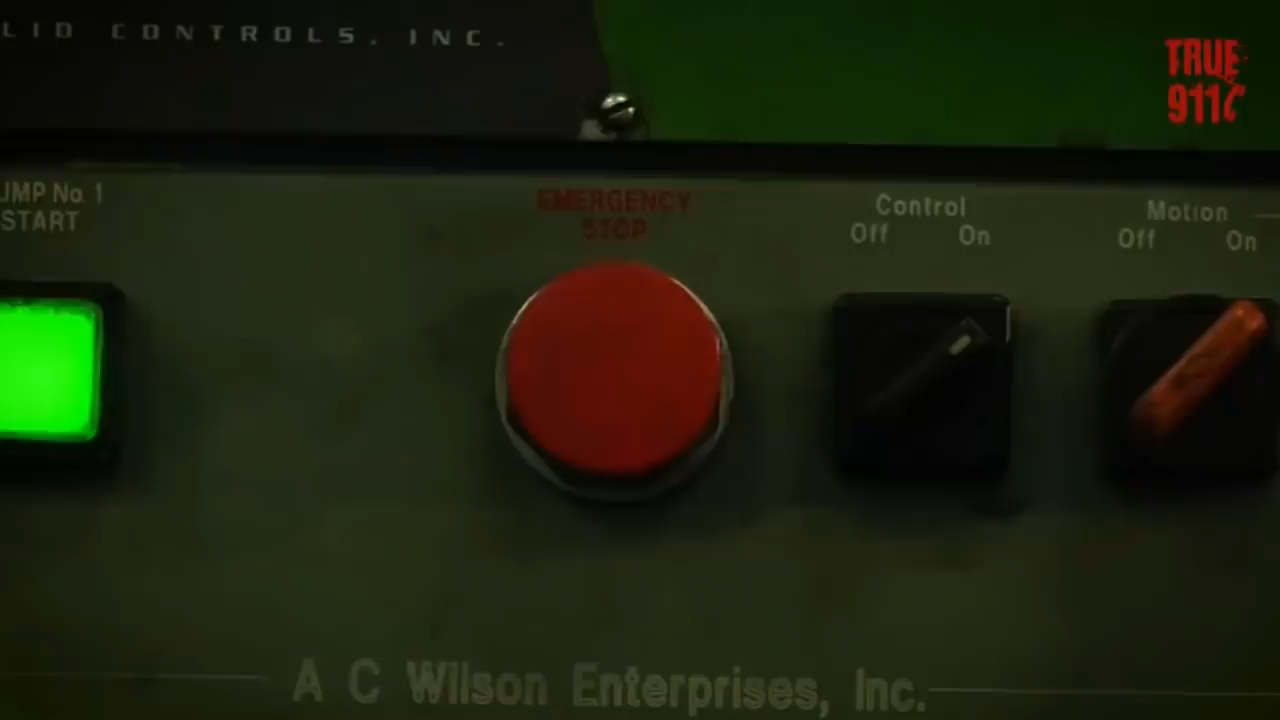 LID CONTROLS, INC.
TRUE
911
UMP No. 1
START
EMERGENCY
STOP
Control
Off On
Motion
Off On
A C Wilson Enterprises, Inc.